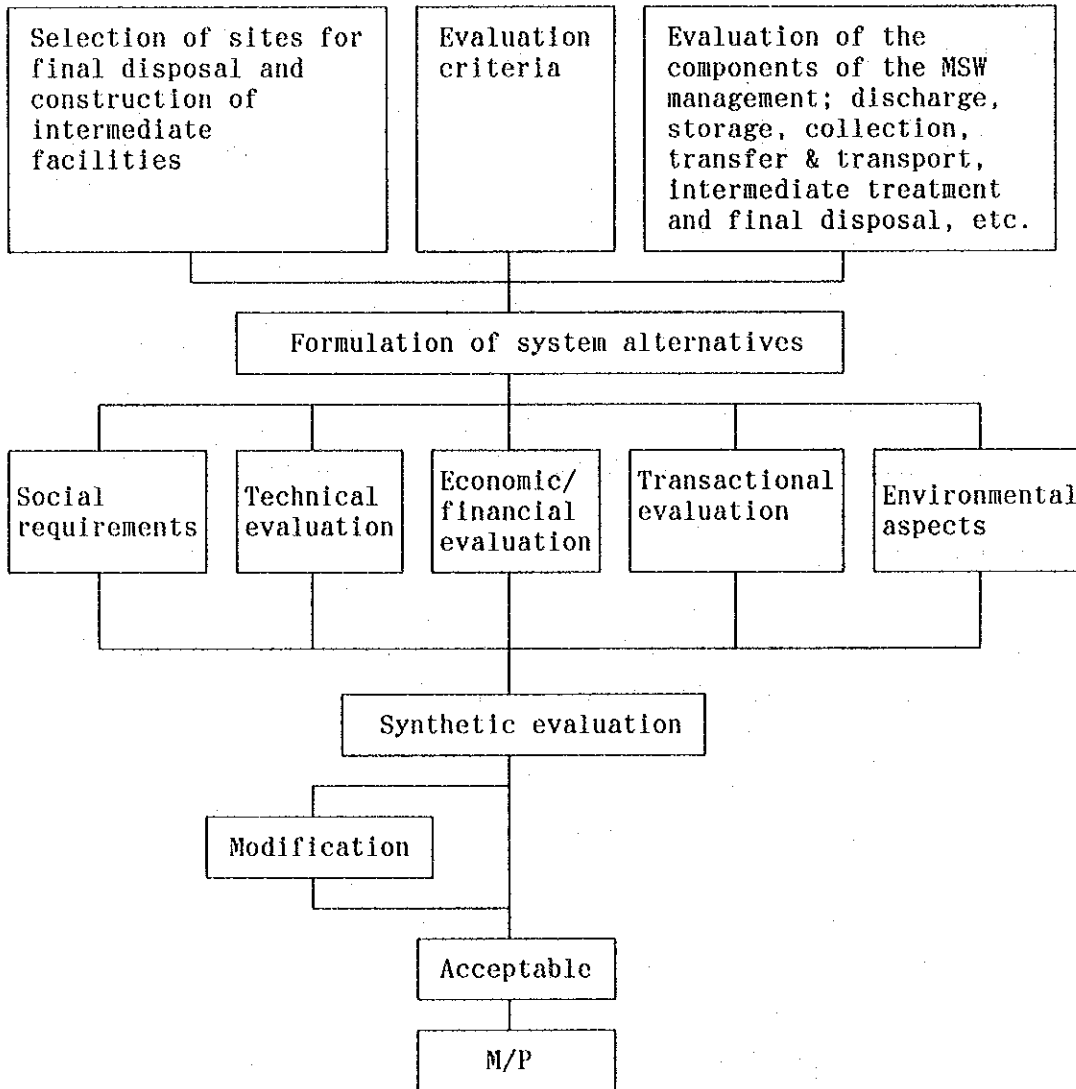 Selection of sites for
final disposal and
construction of
intermediate
facilities
Evaluation
criteria
Evaluation of the
components of the MSW
management; discharge,
storage, collection,
transfer & transport,
intermediate treatment
and final disposal, etc.
Formulation of system alternatives
Social
requirements
Technical
evaluation
Economic/
financial
evaluation
Transactional
evaluation
Environmental
aspects
Synthetic evaluation
Modification
Acceptable
M/P